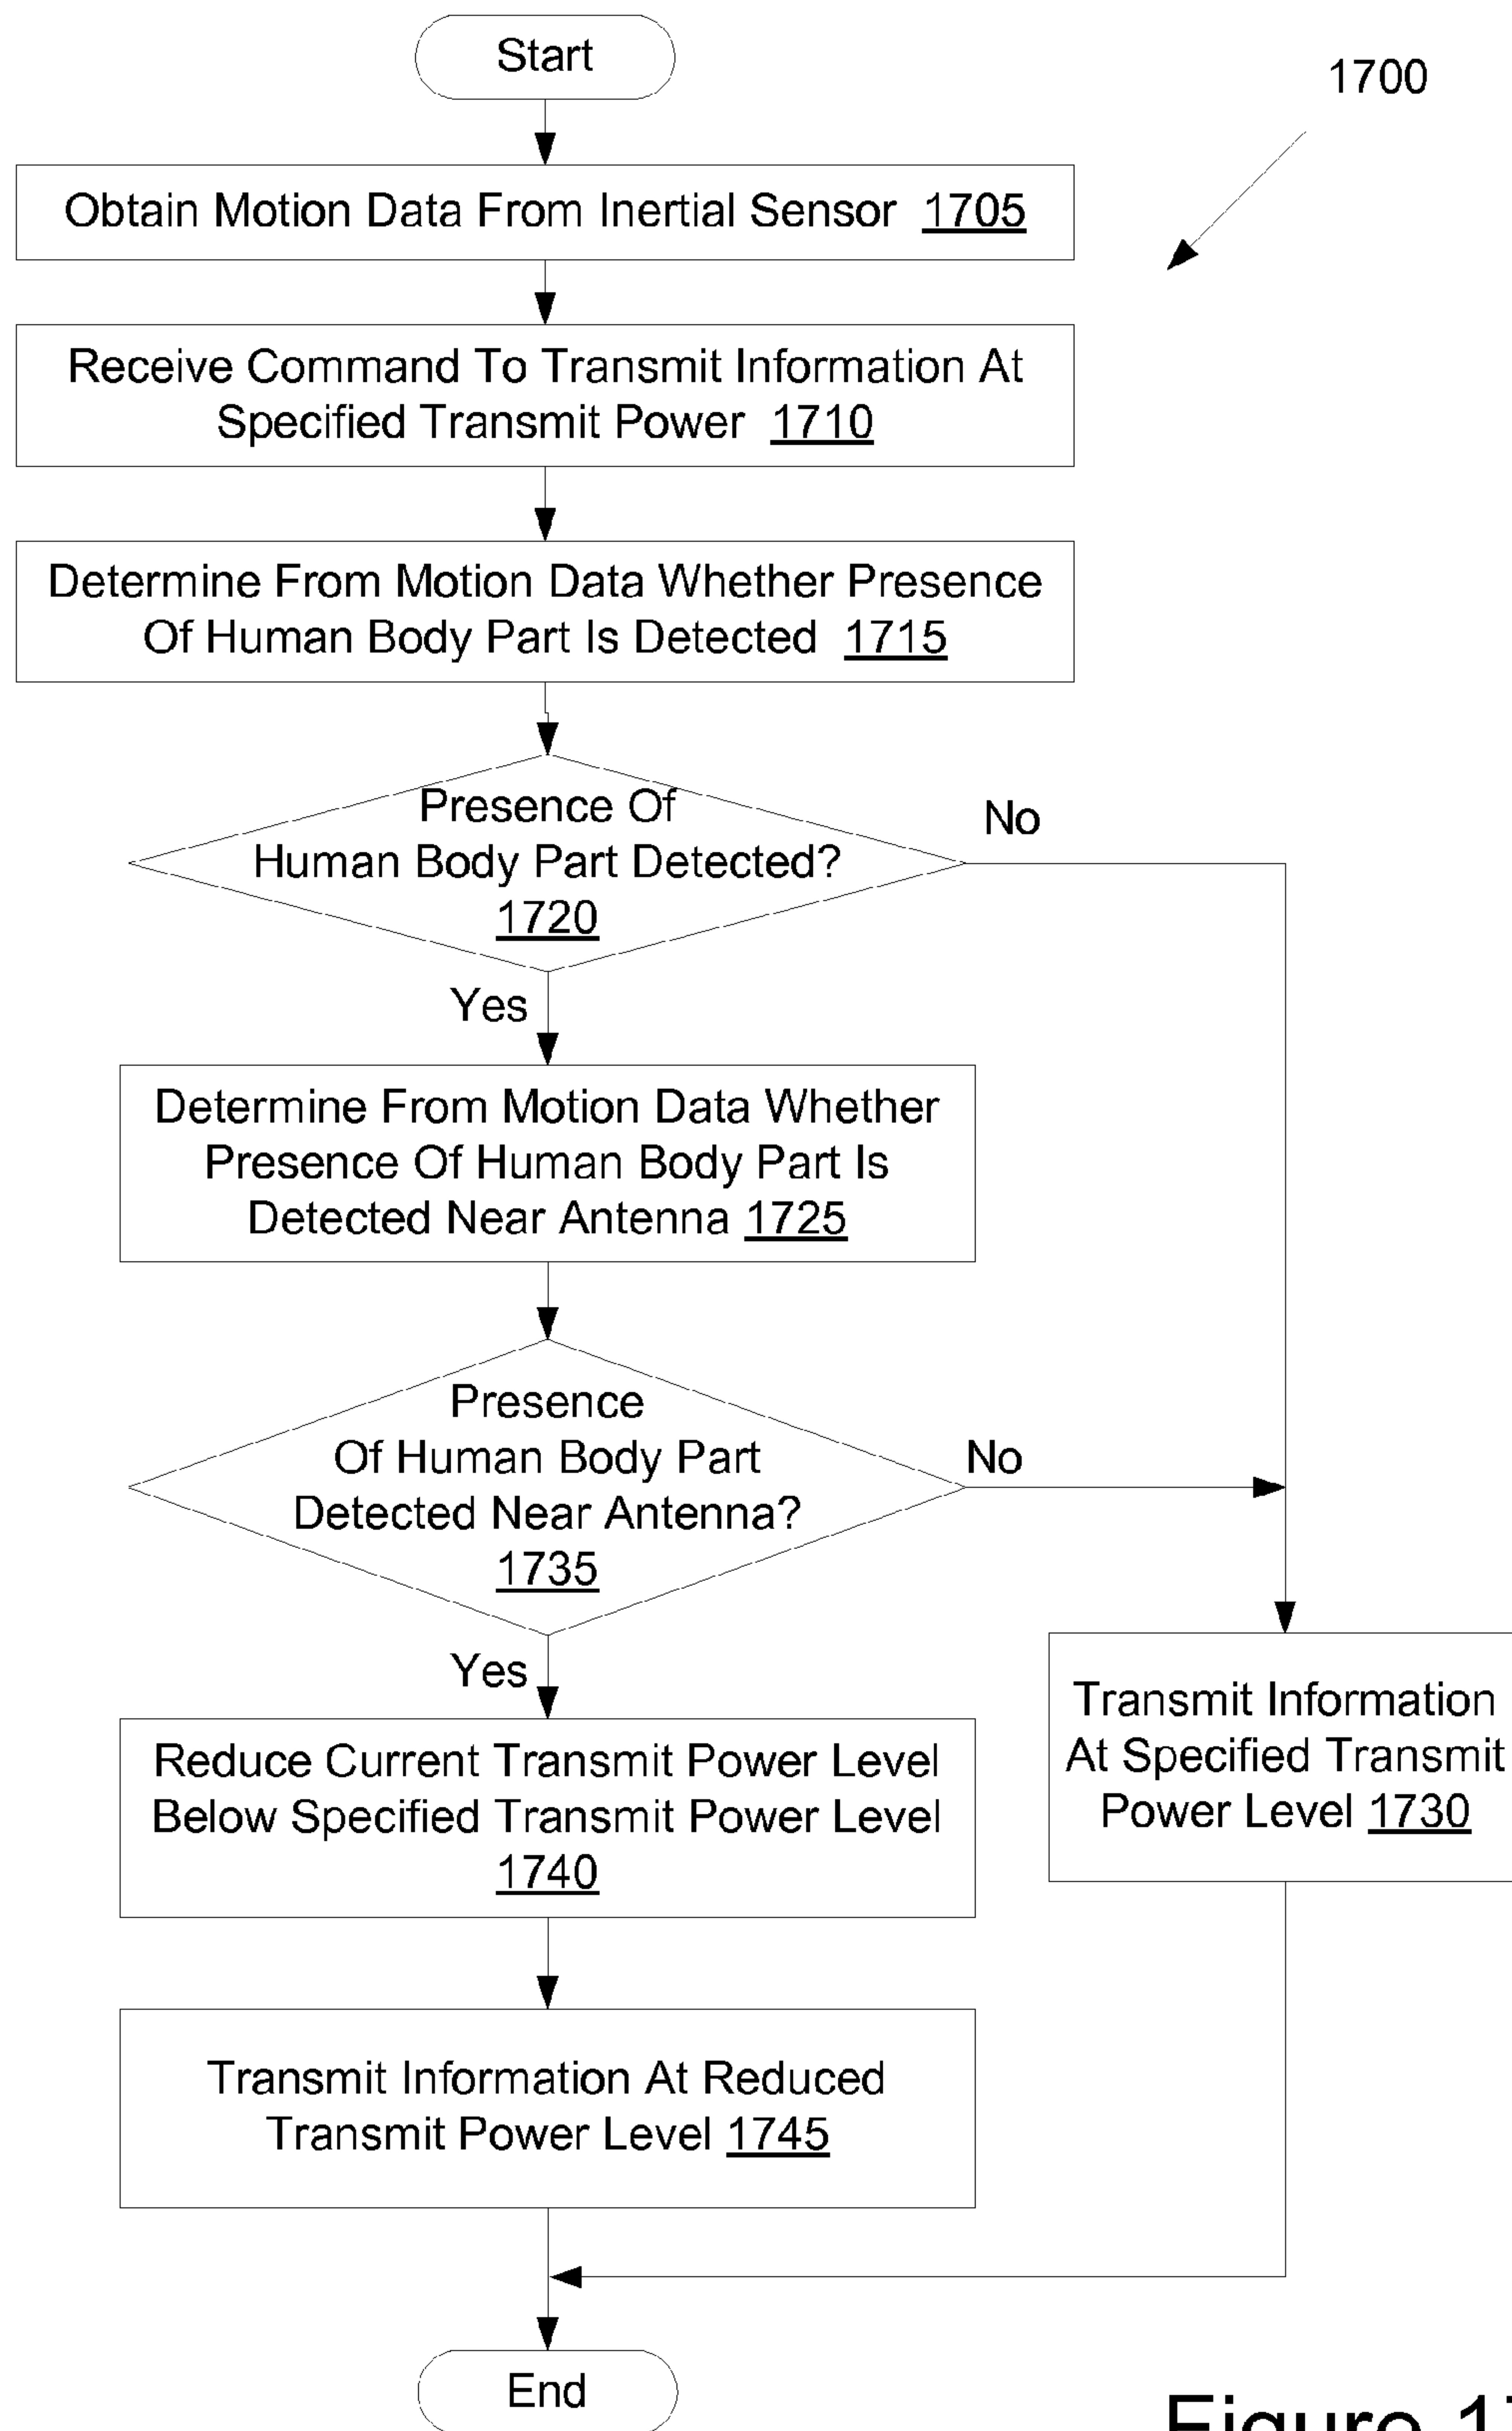 Start
1700
Obtain Motion Data From Inertial Sensor 1705
Receive Command To Transmit Information At
Specified Transmit Power 1710
Determine From Motion Data Whether Presence
Of Human Body Part Is Detected 1715
Presence Of
Human Body Part Detected?
1720
No
Yes
Determine From Motion Data Whether
Presence Of Human Body Part Is
Detected Near Antenna 1725
Presence
Of Human Body Part
Detected Near Antenna?
1735
No
Yes
Reduce Current Transmit Power Level
Below Specified Transmit Power Level
1740
Transmit Information
At Specified Transmit
Power Level 1730
Transmit Information At Reduced
Transmit Power Level 1745
End
Figure 17